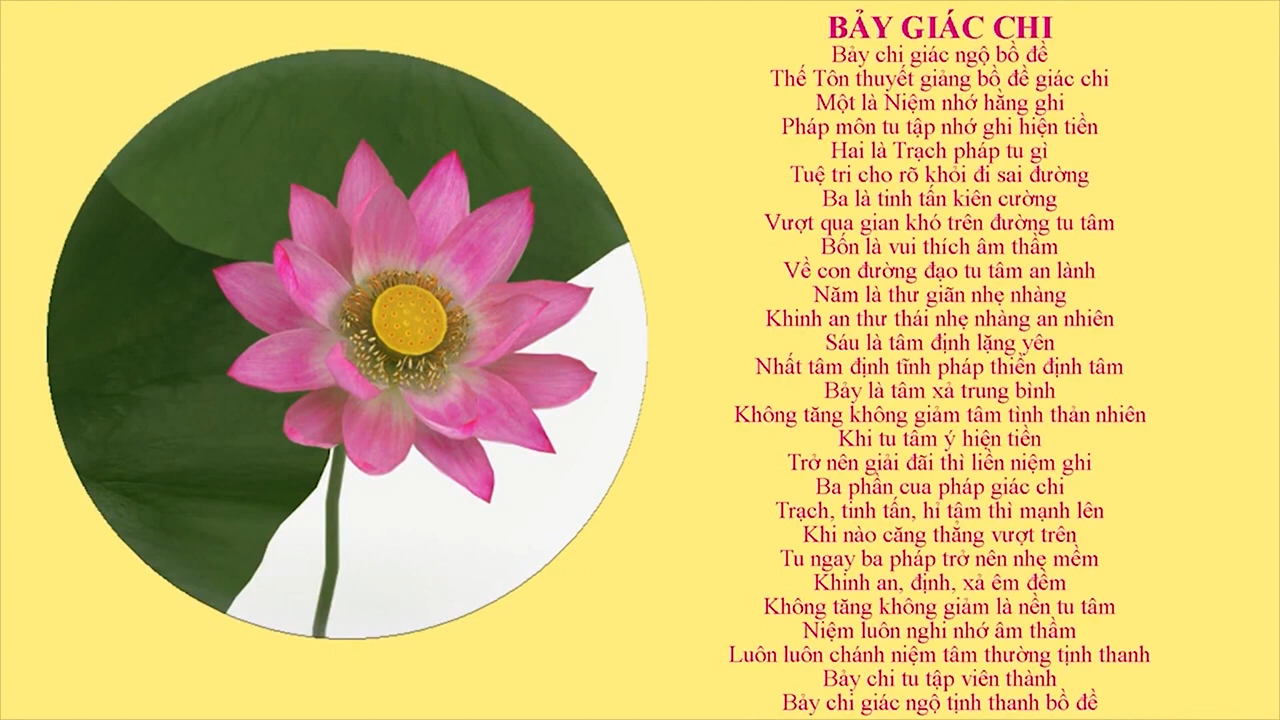 BẢY GIÁC CHI
Bảy chi giác ngộ bồ đề
Thế Tôn thuyết giảng bồ đề giác chi
Một là Niệm nhớ hằng ghi
Pháp môn tu tập nhớ ghi hiện tiền
Hai là Trạch pháp tu gì
Tuệ tri cho rõ khỏi đi sai đường
Ba là tinh tấn kiên cường
Vượt qua gian khó trên đường tu tâm
Bốn là vui thích âm thầm
Về con đường đạo tu tâm an lành
Năm là thư giãn nhẹ nhàng
Khinh an thư thái nhẹ nhàng an nhiên
Sáu là tâm định lặng yên
Nhất tâm định tĩnh pháp thiền định tâm
Bảy là tâm xả trung bình
Không tăng không giảm tâm tình thản nhiên
Khi tu tâm ý hiện tiền
Trở nên giải đãi thì liền niệm ghi
Ba phần cua pháp giác chi
Trạch, tinh tấn, hỉ tâm thì mạnh lên
Khi nào căng thẳng vượt trên
Tu ngay ba pháp trở nên nhẹ mềm
Khinh an, định, xả êm đềm
Không tăng không giảm là nền tu tâm
Niệm luôn nghi nhớ âm thầm
Luôn luôn chánh niệm tâm thường tịnh thanh
Bảy chi tu tập viên thành
Bảy chi giác ngộ tịnh thanh bồ đề